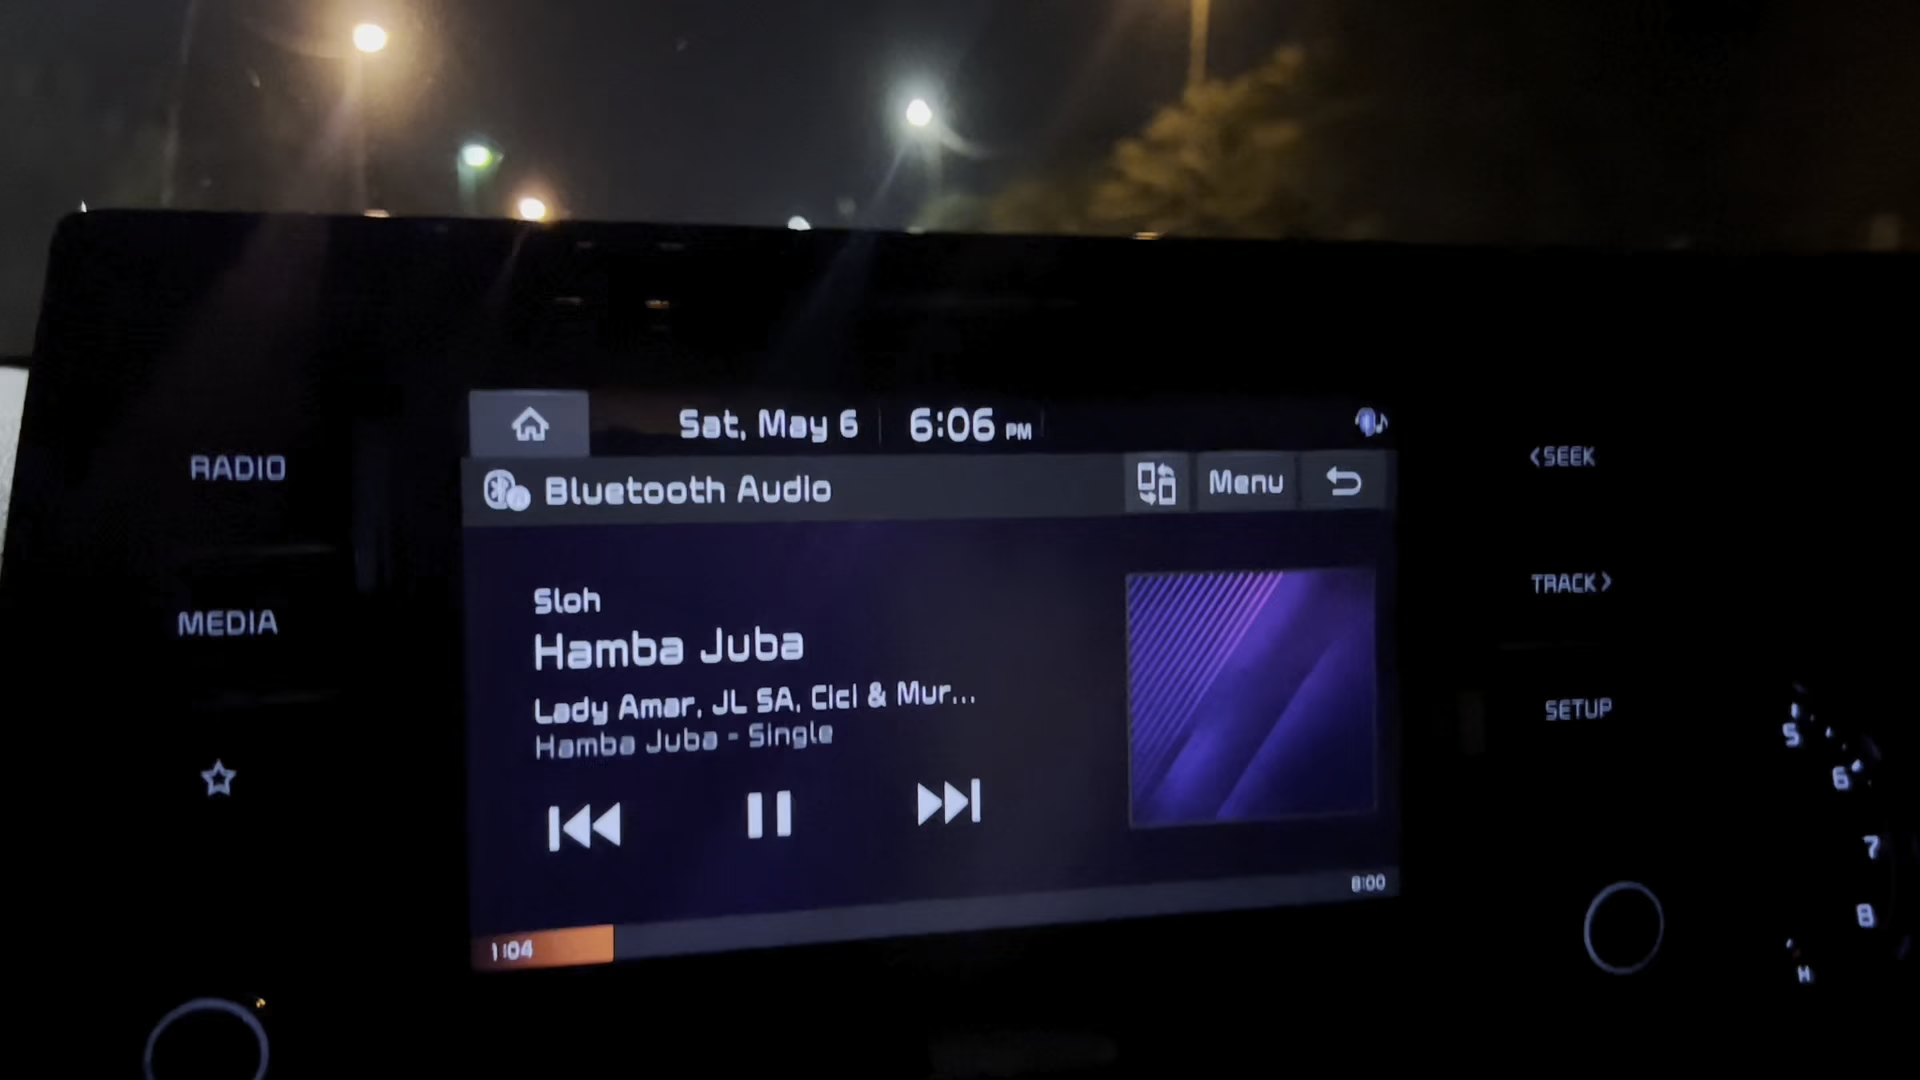 Sat, May 6 6:06 PM
Bluetooth Audio Menu
RADIO
MEDIA
Sloh
Hamba Juba
Lady Amar, JL SA, Cici & Mur...
Hamba Juba - Single
8:00
1:04
<SEEK
TRACK>
SETUP
5
6
7
8
H